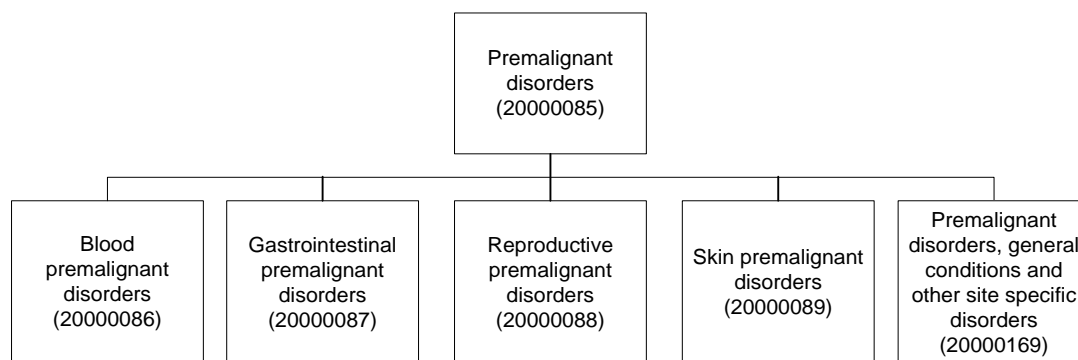 Premalignant
disorders
(20000085)
Blood
premalignant
disorders
(20000086)
Gastrointestinal
premalignant
disorders
(20000087)
Reproductive
premalignant
disorders
(20000088)
Skin premalignant
disorders
(20000089)
Premalignant
disorders, general
conditions and
other site specific
disorders
(20000169)